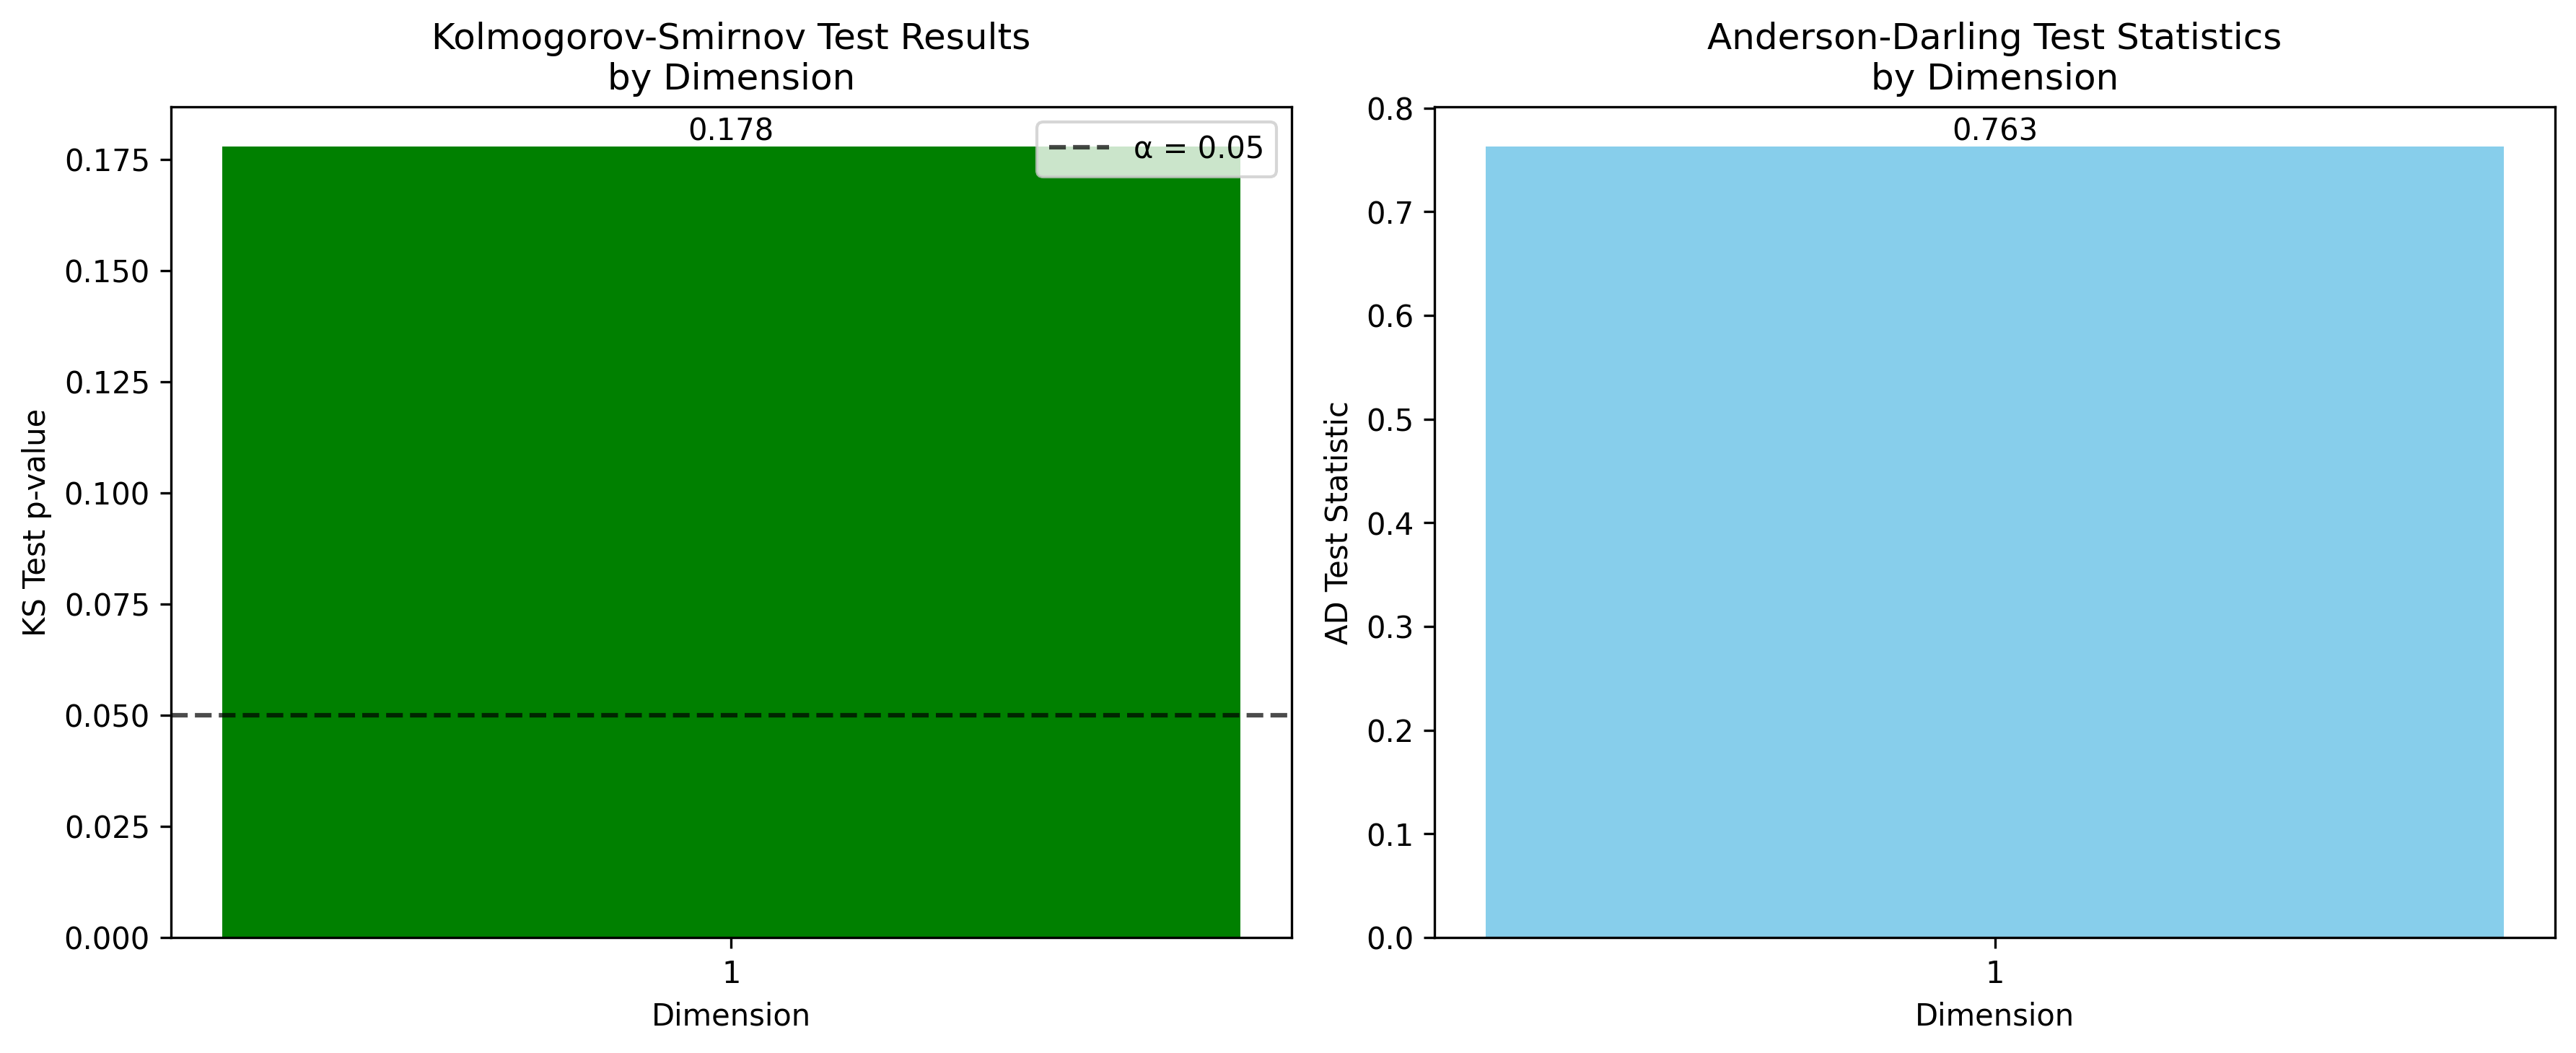 Kolmogorov-Smirnov Test Results
by Dimension
0.178
α = 0.05
0.175
0.150
0.125
0.100
0.075
0.050
0.025
0.000
KS Test p-value
1
Dimension
Anderson-Darling Test Statistics
by Dimension
0.763
0.8
0.7
0.6
0.5
0.4
0.3
0.2
0.1
0.0
AD Test Statistic
1
Dimension